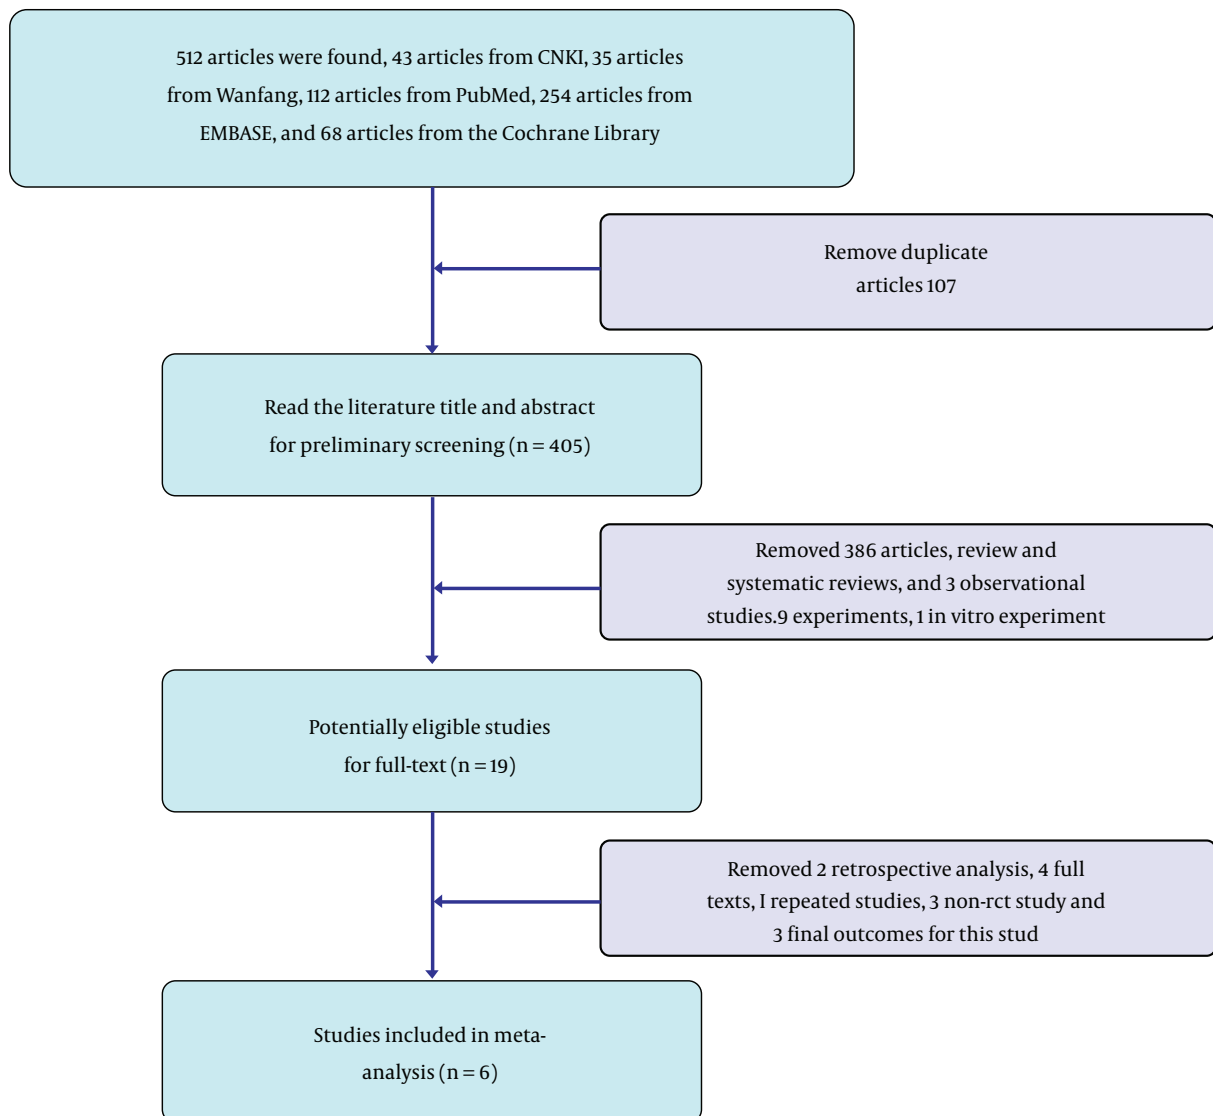 512 articles were found, 43 articles from CNKI, 35 articles
from Wanfang, 112 articles from PubMed, 254 articles from
EMBASE, and 68 articles from the Cochrane Library
Remove duplicate
articles 107
Read the literature title and abstract
for preliminary screening (n = 405)
Removed 386 articles, review and
systematic reviews, and 3 observational
studies.9 experiments, 1 in vitro experiment
Potentially eligible studies
for full-text (n = 19)
Removed 2 retrospective analysis, 4 full
texts, I repeated studies, 3 non-rct study and
3 final outcomes for this stud
Studies included in meta-
analysis (n = 6)